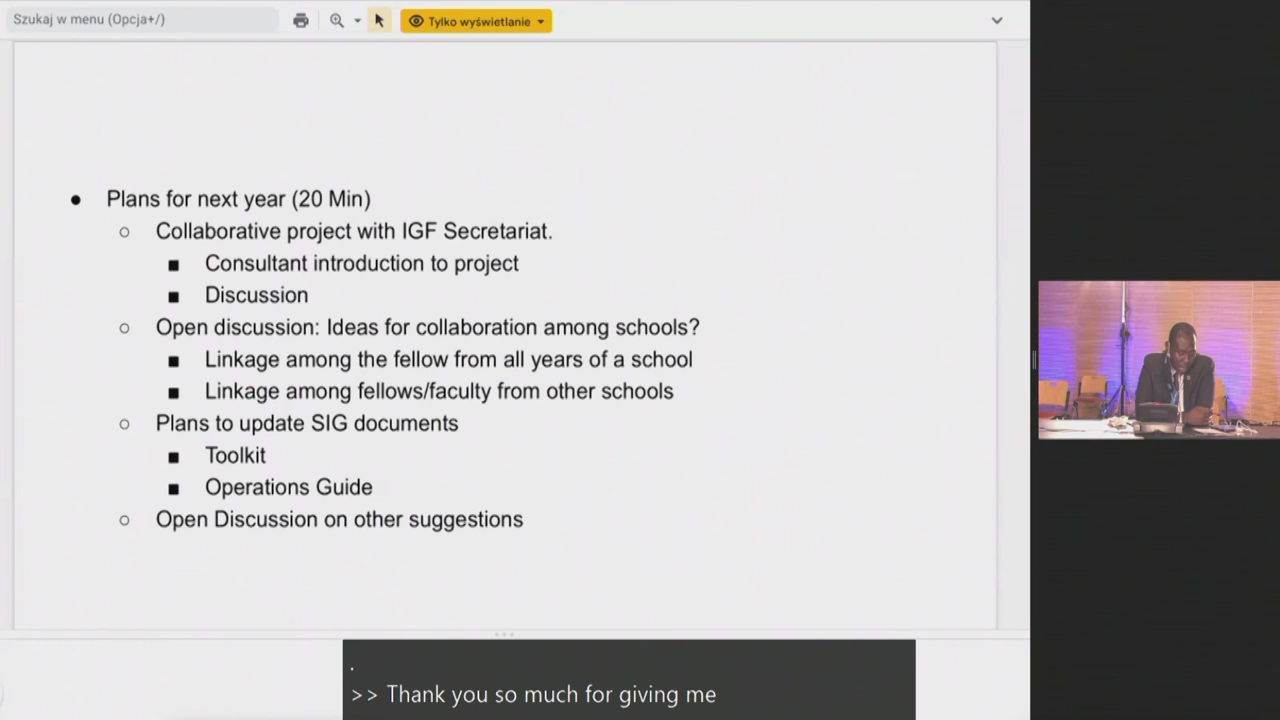 Szukaj w menu (Opcja+/)
Tylko wyświetlanie
● Plans for next year (20 Min)
○ Collaborative project with IGF Secretariat.
■ Consultant introduction to project
■ Discussion
○ Open discussion: Ideas for collaboration among schools?
■ Linkage among the fellow from all years of a school
■ Linkage among fellows/faculty from other schools
○ Plans to update SIG documents
■ Toolkit
■ Operations Guide
○ Open Discussion on other suggestions
.
>> Thank you so much for giving me